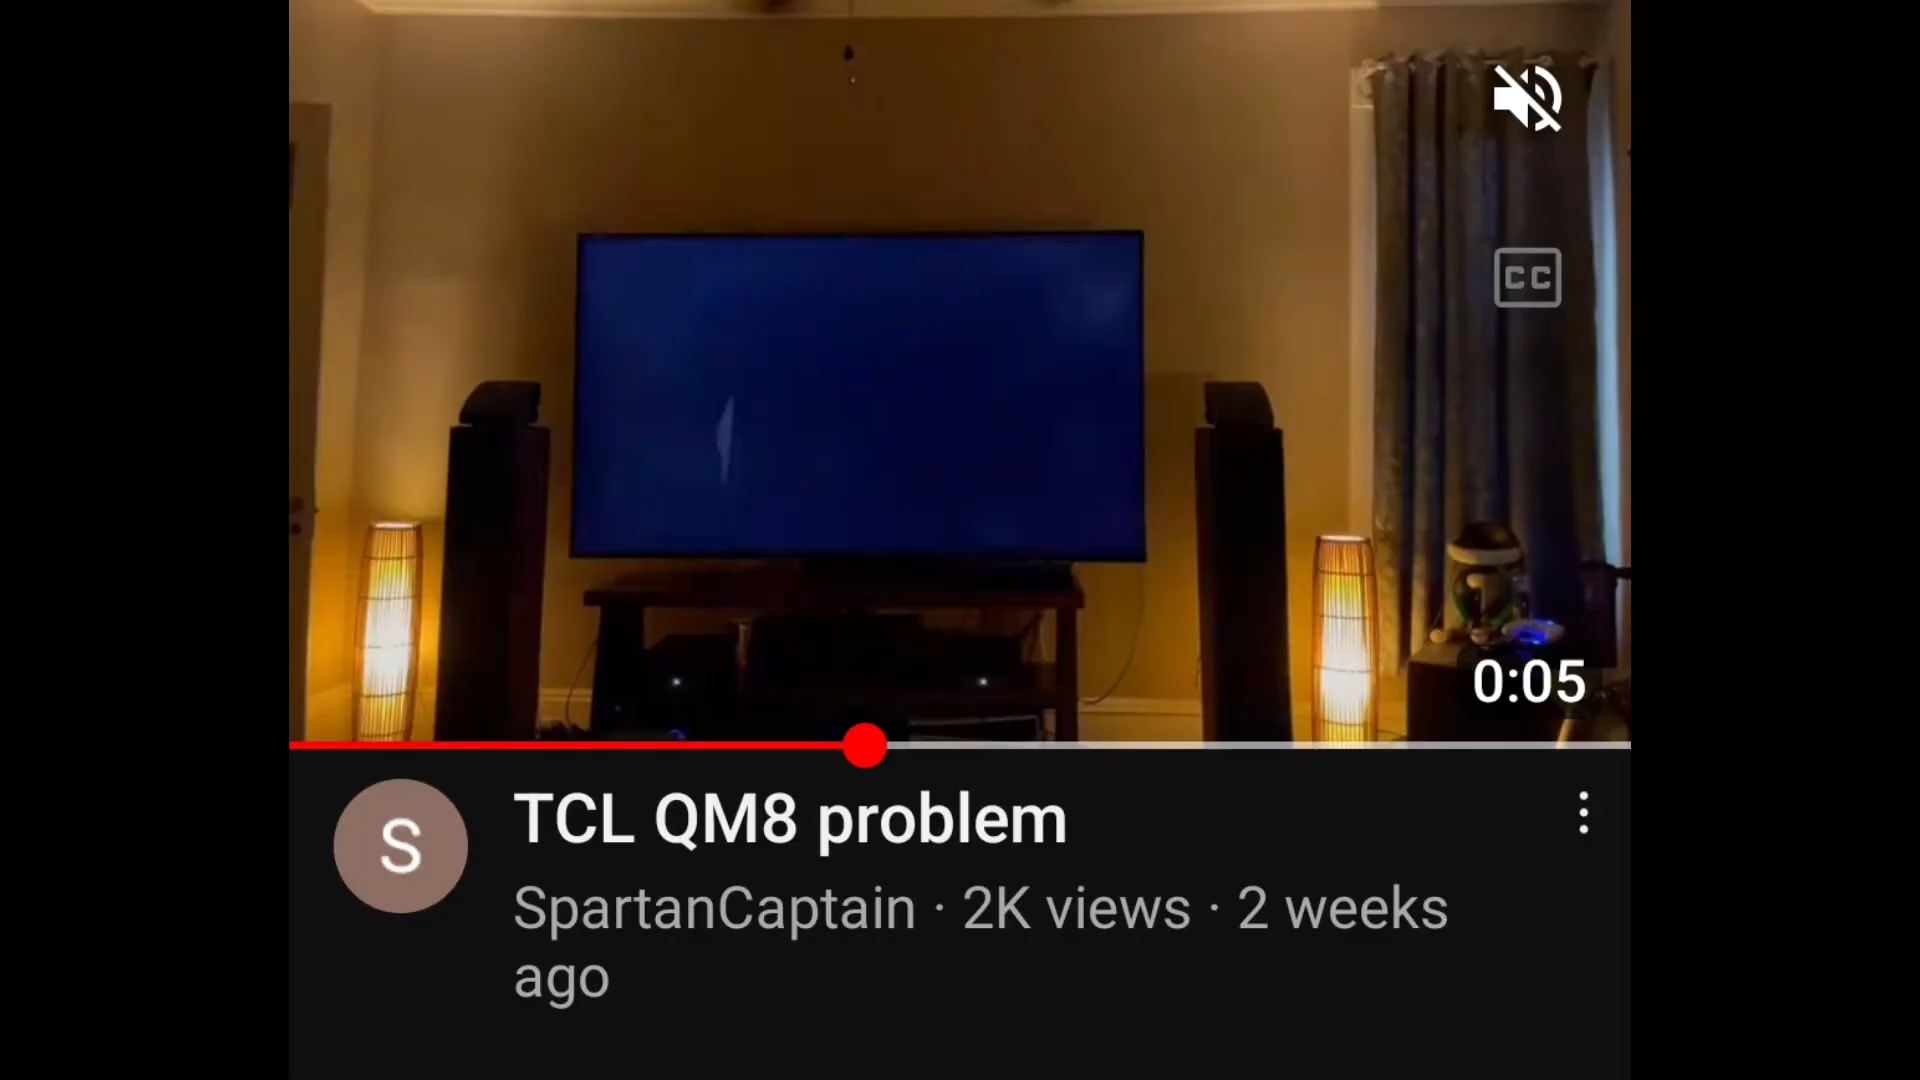 CC
0:05
S
TCL QM8 problem
SpartanCaptain · 2K views · 2 weeks
ago